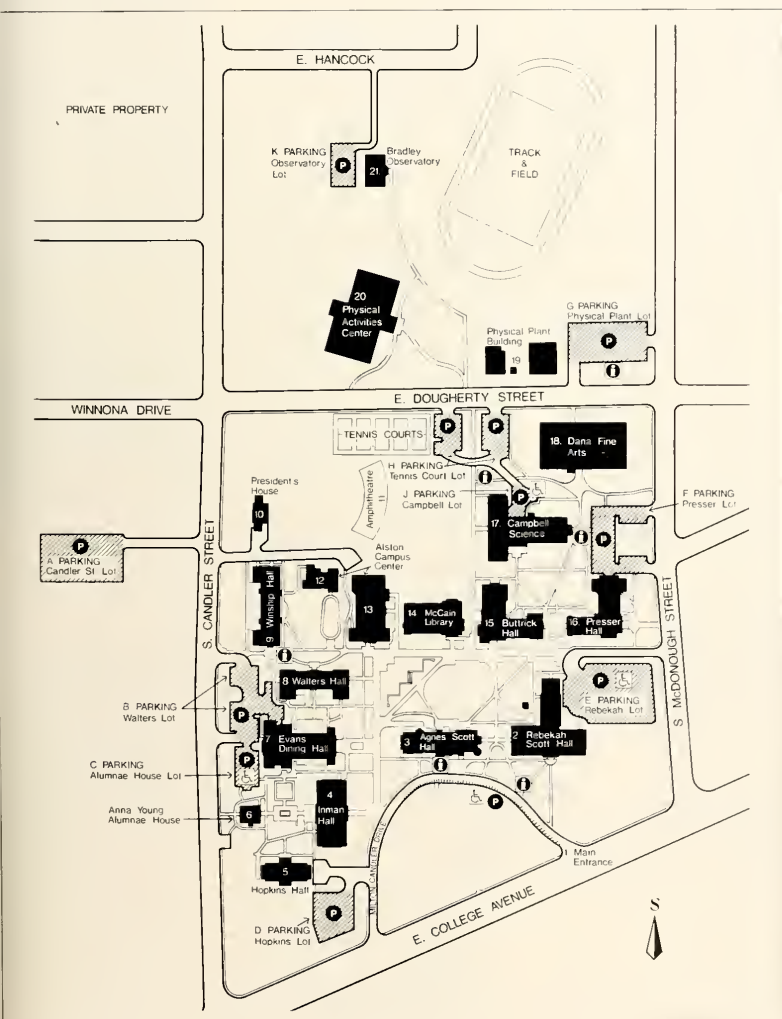 E. HANCOCK
PRIVATE PROPERTY
K PARKING
Observatory
Lot
P
Bradley
Observatory
21.
TRACK
&
FIELD
20
Physical
Activities
Center
G PARKING
Physical Plant Lot
P
Physical Plant
Building
19
i
E. DOUGHERTY STREET
WINNONA DRIVE
TENNIS COURTS
P
P
18. Dana Fine
Arts
H PARKING
Tennis Court Lot
i
J PARKING
Campbell Lot
P
President's
House
10
Amphitheatre
11
F PARKING
Presser Lot
P
17. Campbell
Science
i
S. CANDLER STREET
P
A PARKING
Candler St. Lot
Alston
Campus
Center
9 Winship Hall
12
13
14 McCain
Library
15 Buttrick
Hall
16. Presser
Hall
S McDONOUGH STREET
i
8 Walters Hall
P
E PARKING
Rebekah Lot
B PARKING
Walters Lot
P
7 Evans
Dining Hall
3 Agnes Scott
Hall
2 Rebekah
Scott Hall
i
C PARKING
Alumnae House Lot
P
i
P
4
Inman
Hall
Anna Young
Alumnae House
6
MILTON CANDLER CIRCLE
1 Main
Entrance
5
Hopkins Hall
P
D PARKING
Hopkins Lot
E. COLLEGE AVENUE
S